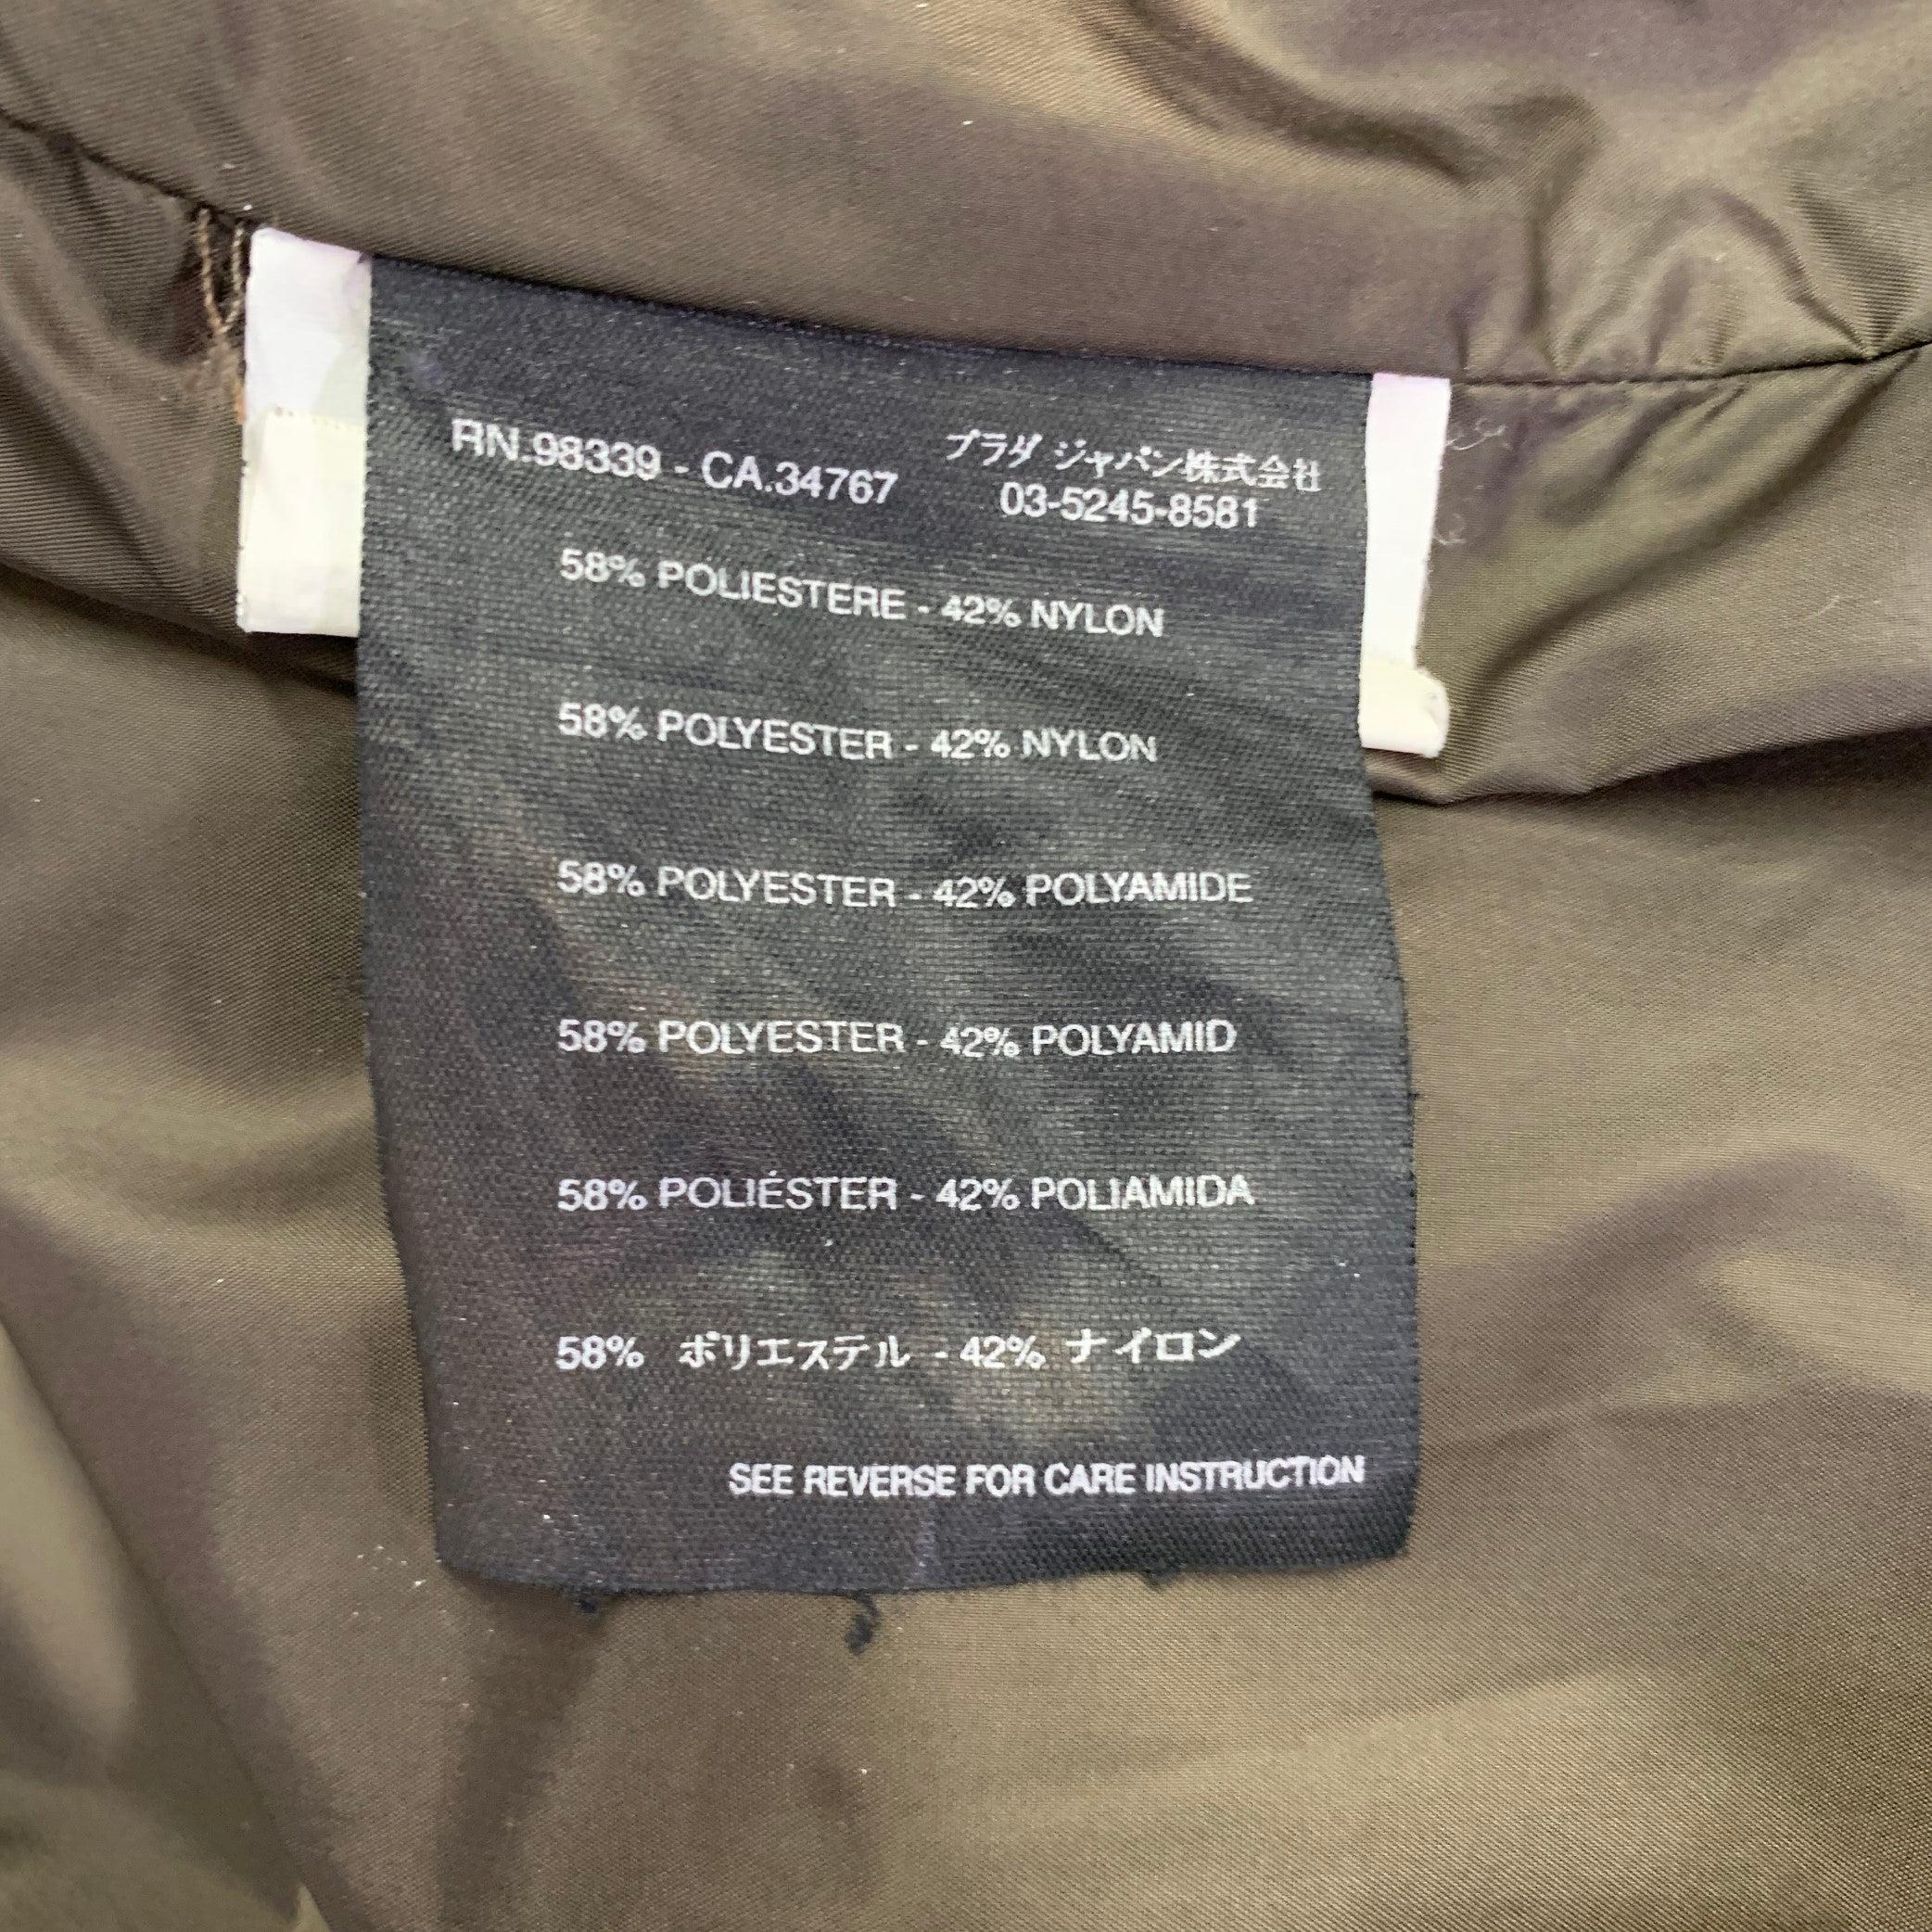 RN.98339 - CA.34767
プラダ ジャパン株式会社
03-5245-8581
58% POLIESTERE - 42% NYLON
58% POLYESTER - 42% NYLON
58% POLYESTER - 42% POLYAMIDE
58% POLYESTER - 42% POLYAMID
58% POLIÉSTER - 42% POLIAMIDA
58% ポリエステル - 42% ナイロン
SEE REVERSE FOR CARE INSTRUCTION